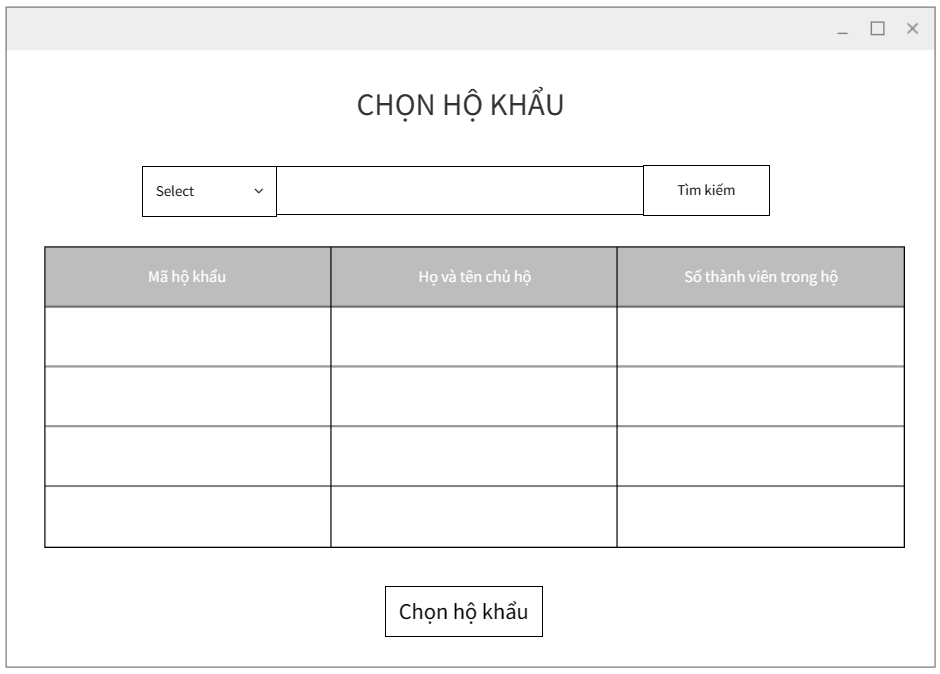 CHỌN HỘ KHẨU
Select
Tìm kiếm
Mã hộ khẩu
Họ và tên chủ hộ
Số thành viên trong hộ
Chọn hộ khẩu